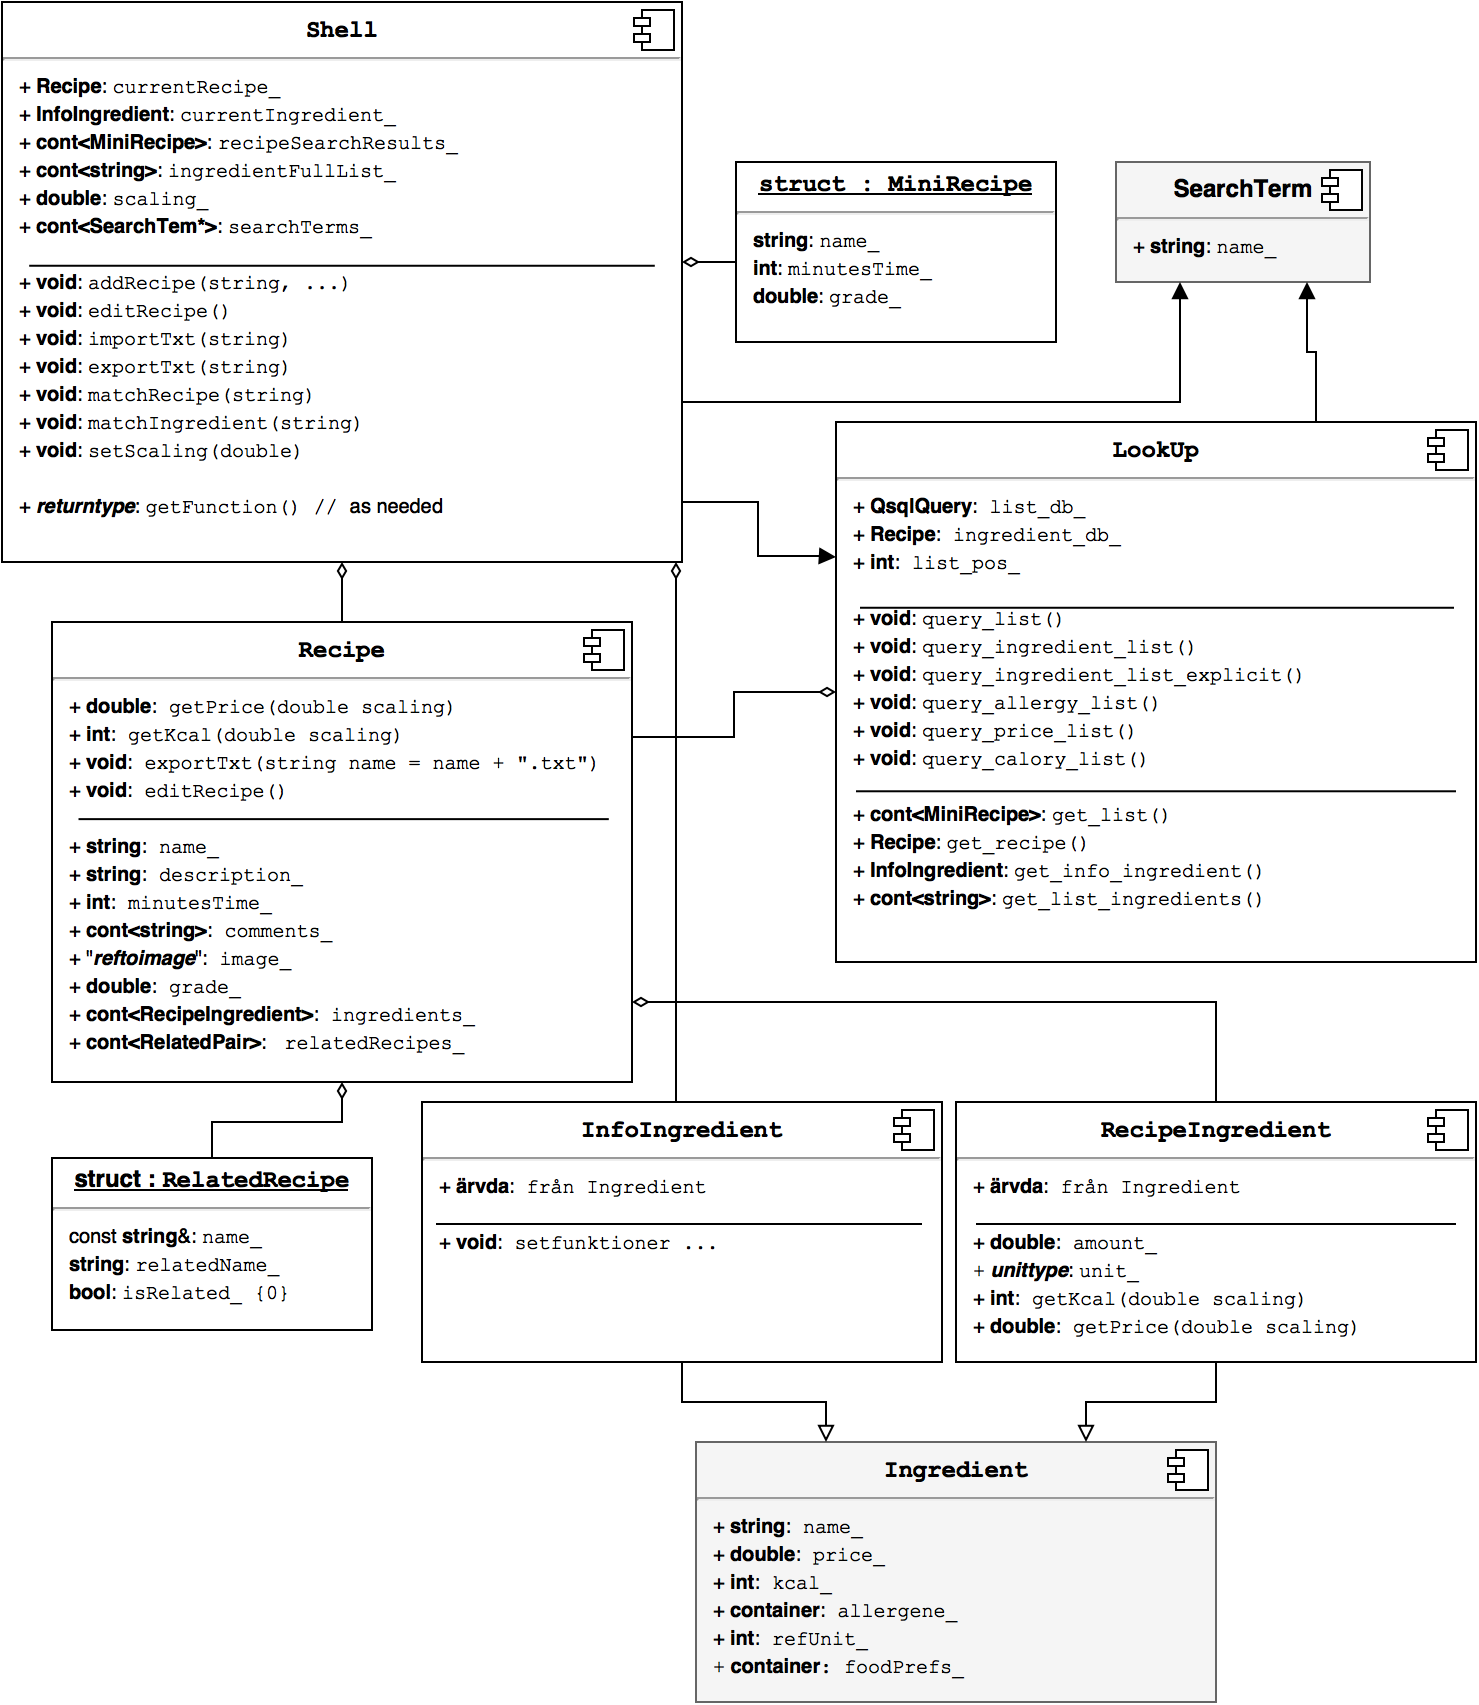 Shell
+ Recipe: currentRecipe_
+ InfoIngredient: currentIngredient_
+ cont<MiniRecipe>: recipeSearchResults_
+ cont<string>: ingredientFullList_
+ double: scaling_
+ cont<SearchTem*>: searchTerms_
+ void: addRecipe(string, ...)
+ void: editRecipe()
+ void: importTxt(string)
+ void: exportTxt(string)
+ void: matchRecipe(string)
+ void: matchIngredient(string)
+ void: setScaling(double)
+ returntype: getFunction() // as needed
struct : MiniRecipe
string: name_
int: minutesTime_
double: grade_
SearchTerm
+ string: name_
LookUp
+ QsqlQuery: list_db_
+ Recipe: ingredient_db_
+ int: list_pos_
+ void: query_list()
+ void: query_ingredient_list()
+ void: query_ingredient_list_explicit()
+ void: query_allergy_list()
+ void: query_price_list()
+ void: query_calory_list()
+ cont<MiniRecipe>: get_list()
+ Recipe: get_recipe()
+ InfoIngredient: get_info_ingredient()
+ cont<string>: get_list_ingredients()
Recipe
+ double: getPrice(double scaling)
+ int: getKcal(double scaling)
+ void: exportTxt(string name = name + ".txt")
+ void: editRecipe()
+ string: name_
+ string: description_
+ int: minutesTime_
+ cont<string>: comments_
+ "reftoimage": image_
+ double: grade_
+ cont<RecipeIngredient>: ingredients_
+ cont<RelatedPair>: relatedRecipes_
struct : RelatedRecipe
const string&: name_
string: relatedName_
bool: isRelated_ {0}
InfoIngredient
+ ärvda: från Ingredient
+ void: setfunktioner ...
RecipeIngredient
+ ärvda: från Ingredient
+ double: amount_
+ unittype: unit_
+ int: getKcal(double scaling)
+ double: getPrice(double scaling)
Ingredient
+ string: name_
+ double: price_
+ int: kcal_
+ container: allergene_
+ int: refUnit_
+ container: foodPrefs_